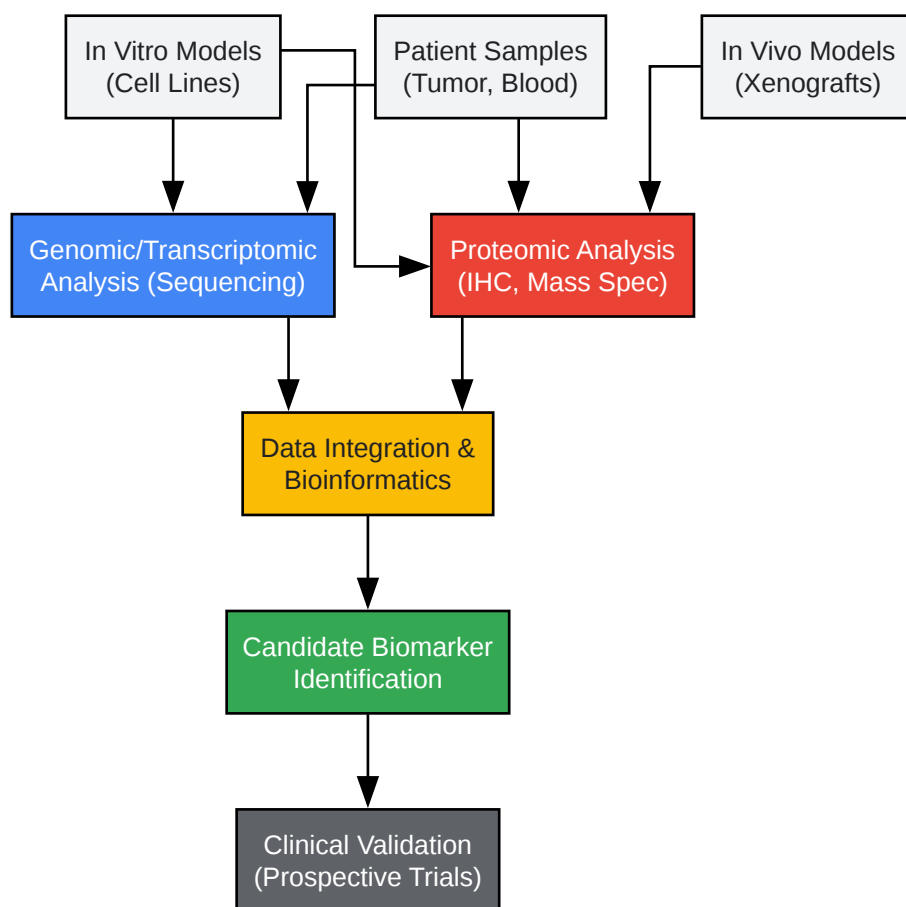 In Vitro Models
(Cell Lines)
Patient Samples
(Tumor, Blood)
In Vivo Models
(Xenografts)
Genomic/Transcriptomic
Analysis (Sequencing)
Proteomic Analysis
(IHC, Mass Spec)
Data Integration &
Bioinformatics
Candidate Biomarker
Identification
Clinical Validation
(Prospective Trials)